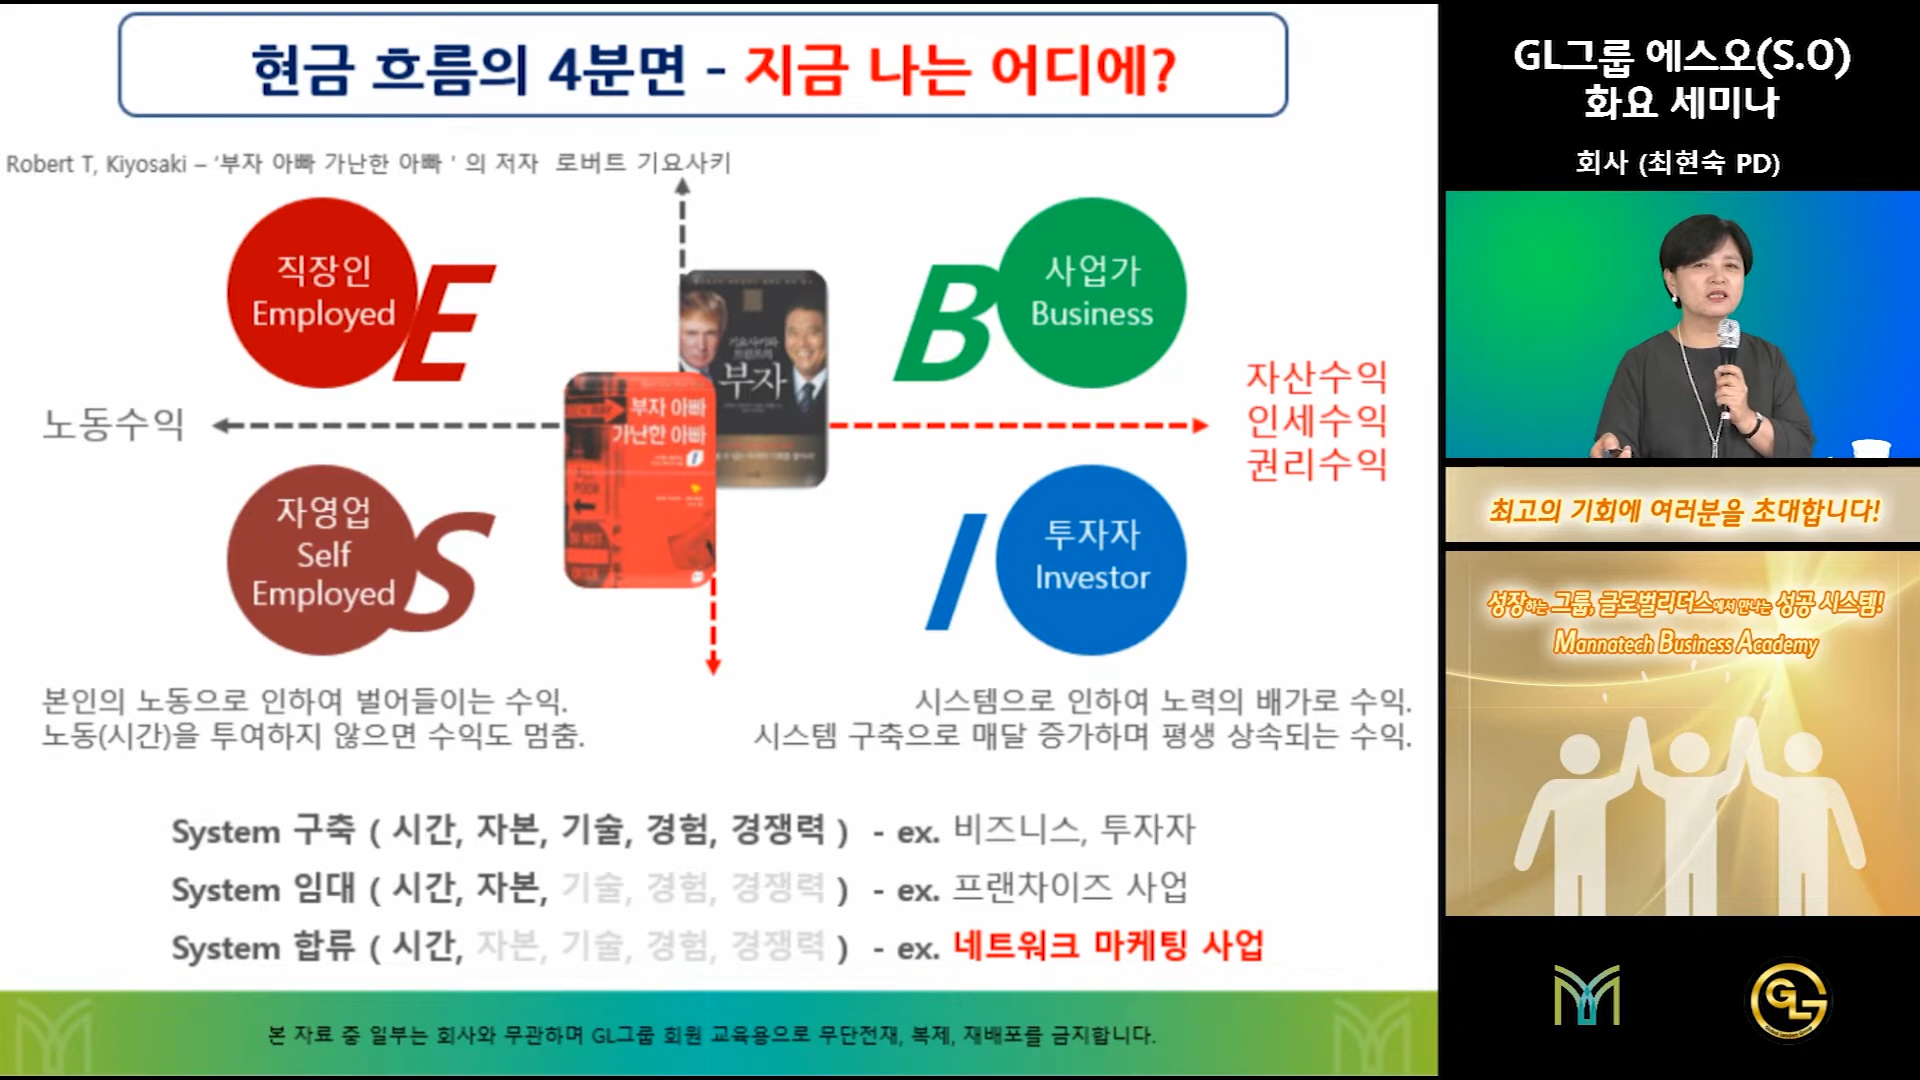 현금 흐름의 4분면 - 지금 나는 어디에?
Robert T, Kiyosaki – ‘부자 아빠 가난한 아빠 ’ 의 저자 로버트 기요사키
직장인
Employed
E
B
사업가
Business
기요사키와
트럼프의
부자
부자 아빠
가난한 아빠
POOR
노동수익
자산수익
인세수익
권리수익
자영업
Self
Employed
S
I
투자자
Investor
본인의 노동으로 인하여 벌어들이는 수익.
노동(시간)을 투여하지 않으면 수익도 멈춤.
시스템으로 인하여 노력의 배가로 수익.
시스템 구축으로 매달 증가하며 평생 상속되는 수익.
System 구축 ( 시간, 자본, 기술, 경험, 경쟁력 ) - ex. 비즈니스, 투자자
System 임대 ( 시간, 자본, 기술, 경험, 경쟁력 ) - ex. 프랜차이즈 사업
System 합류 ( 시간, 자본, 기술, 경험, 경쟁력 ) - ex. 네트워크 마케팅 사업
본 자료 중 일부는 회사와 무관하며 GL그룹 회원 교육용으로 무단전재, 복제, 재배포를 금지합니다.
GL그룹 에스오(S.O)
화요 세미나
회사 (최현숙 PD)
최고의 기회에 여러분을 초대합니다!
성장하는 그룹, 글로벌리더스에서 만나는 성공 시스템!
Mannatech Business Academy
GLG